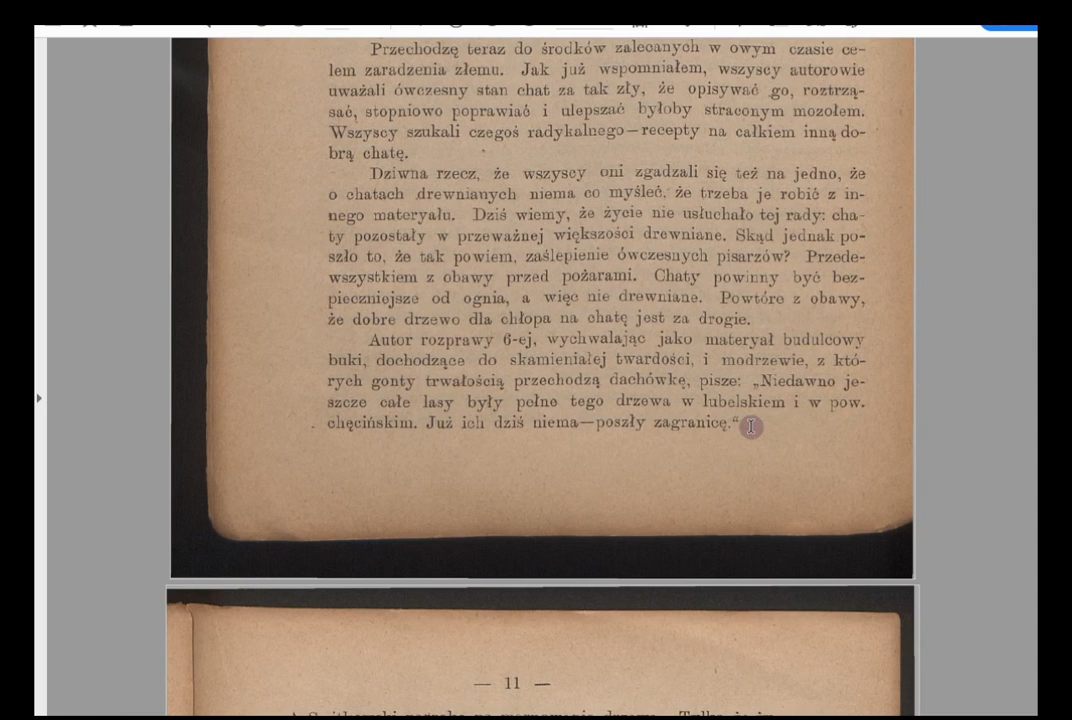 Przechodzę teraz do środków zalecanych w owym czasie ce-
lem zaradzenia złemu. Jak już wspomniałem, wszyscy autorowie
uważali ówczesny stan chat za tak zły, że opisywać go, roztrzą-
sać, stopniowo poprawiać i ulepszać byłoby straconym mozołem.
Wszyscy szukali czegoś radykalnego—recepty na całkiem inną do-
brą chatę.
Dziwna rzecz, że wszyscy oni zgadzali się też na jedno, że
o chatach drewnianych niema co myśleć, że trzeba je robić z in-
nego materyału. Dziś wiemy, że życie nie usłuchało tej rady: cha-
ty pozostały w przeważnej większości drewniane. Skąd jednak po-
szło to, że tak powiem, zaślepienie ówczesnych pisarzów? Przede-
wszystkiem z obawy przed pożarami. Chaty powinny być bez-
pieczniejsze od ognia, a więc nie drewniane. Powtóre z obawy,
że dobre drzewo dla chłopa na chatę jest za drogie.
Autor rozprawy 6-ej, wychwalając jako materyał budulcowy
buki, dochodzące do skamieniałej twardości, i modrzewie, z któ-
rych gonty trwałością przechodzą dachówkę, pisze: „Niedawno je-
szcze całe lasy były pełne tego drzewa w lubelskiem i w pow.
chęcińskim. Już ich dziś niema—poszły zagranicę.“
— 11 —